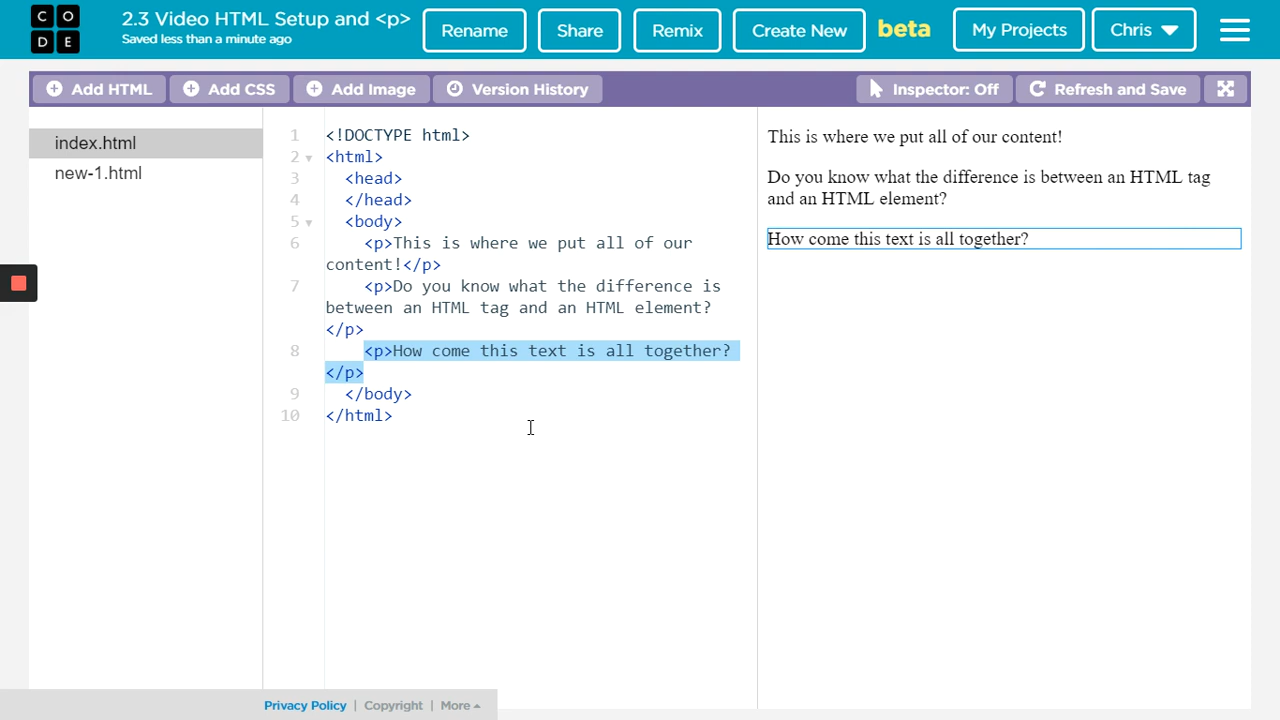 CO
DE
2.3 Video HTML Setup and <p>
Saved less than a minute ago
Rename
Share
Remix
Create New
beta
My Projects
Chris
Add HTML
Add CSS
Add Image
Version History
Inspector: Off
Refresh and Save
index.html
new-1.html
1 <!DOCTYPE html>
2 <html>
3 <head>
4 </head>
5 <body>
6 <p>This is where we put all of our
content!</p>
7 <p>Do you know what the difference is
between an HTML tag and an HTML element?
</p>
8 <p>How come this text is all together?
</p>
9 </body>
10 </html>
This is where we put all of our content!
Do you know what the difference is between an HTML tag
and an HTML element?
How come this text is all together?
Privacy Policy | Copyright | More